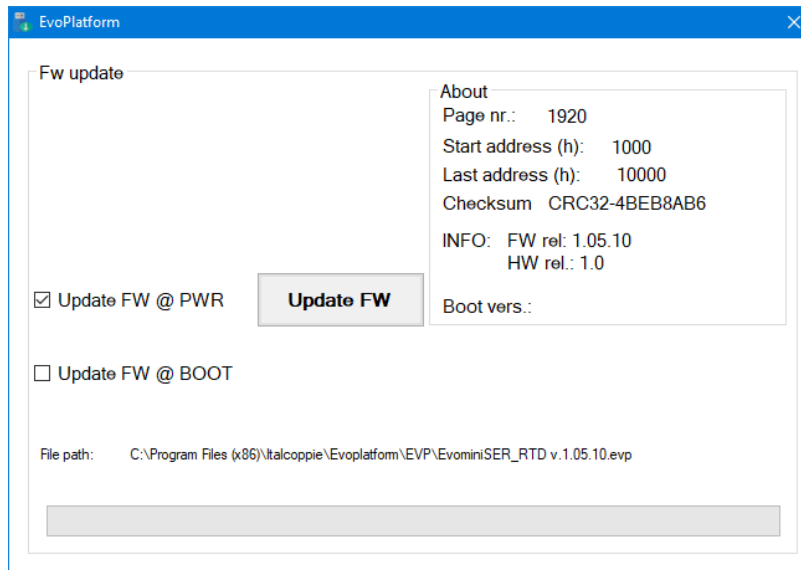 EvoPlatform
Fw update
About
Page nr.: 1920
Start address (h): 1000
Last address (h): 10000
Checksum CRC32-4BEB8AB6
INFO: FW rel: 1.05.10
HW rel.: 1.0
Update FW @ PWR
Update FW
Boot vers.:
Update FW @ BOOT
File path: C:\Program Files (x86)\Italcoppie\Evoplatform\EVP\EvominiSER_RTD v.1.05.10.evp